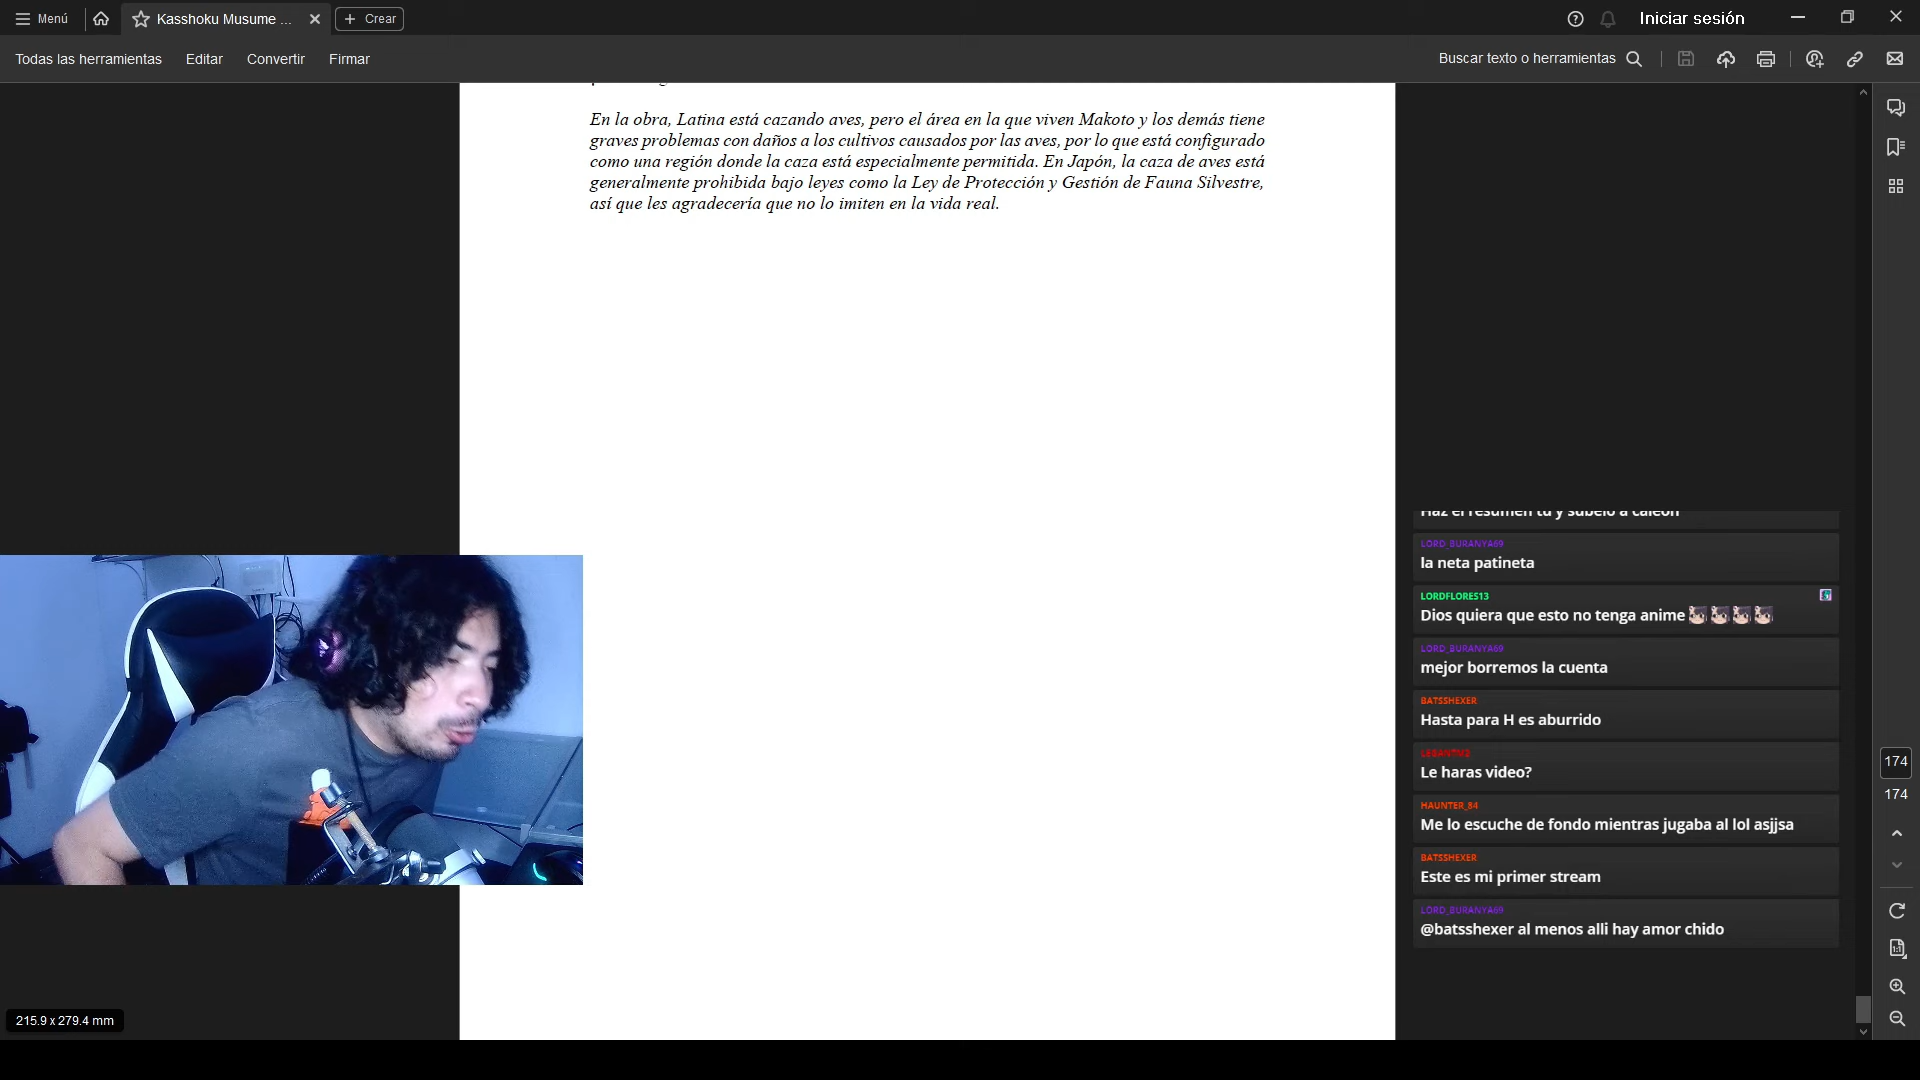 Menú
Kasshoku Musume ...
Crear
Iniciar sesión
Todas las herramientas
Editar
Convertir
Firmar
Buscar texto o herramientas
En la obra, Latina está cazando aves, pero el área en la que viven Makoto y los demás tiene
graves problemas con daños a los cultivos causados por las aves, por lo que está configurado
como una región donde la caza está especialmente permitida. En Japón, la caza de aves está
generalmente prohibida bajo leyes como la Ley de Protección y Gestión de Fauna Silvestre,
así que les agradecería que no lo imiten en la vida real.
Haz el resumen tu y subelo a caleon
LORD_BURANYA69
la neta patineta
LORDFLORES13
Dios quiera que esto no tenga anime
LORD_BURANYA69
mejor borremos la cuenta
BATSSHEXER
Hasta para H es aburrido
Le haras video?
HAUNTER_84
Me lo escuche de fondo mientras jugaba al lol asjjsa
BATSSHEXER
Este es mi primer stream
LORD_BURANYA69
@batsshexer al menos alli hay amor chido
174
174
215.9 x 279.4 mm